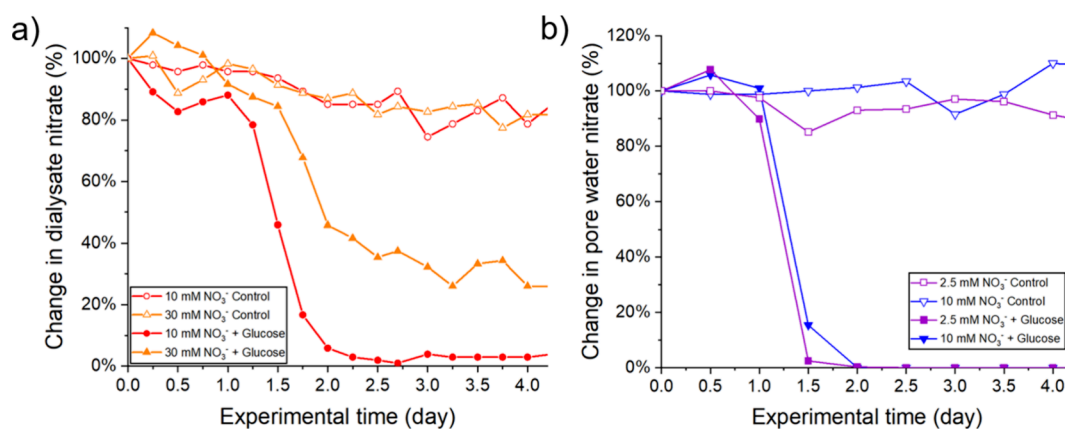 a)
Change in dialysate nitrate (%)
100%
80%
60%
40%
20%
0%
10 mM NO₃⁻ Control
30 mM NO₃⁻ Control
10 mM NO₃⁻ + Glucose
30 mM NO₃⁻ + Glucose
0.0 0.5 1.0 1.5 2.0 2.5 3.0 3.5 4.0
Experimental time (day)
b)
Change in pore water nitrate (%)
120%
100%
80%
60%
40%
20%
0%
2.5 mM NO₃⁻ Control
10 mM NO₃⁻ Control
2.5 mM NO₃⁻ + Glucose
10 mM NO₃⁻ + Glucose
0.0 0.5 1.0 1.5 2.0 2.5 3.0 3.5 4.0
Experimental time (day)